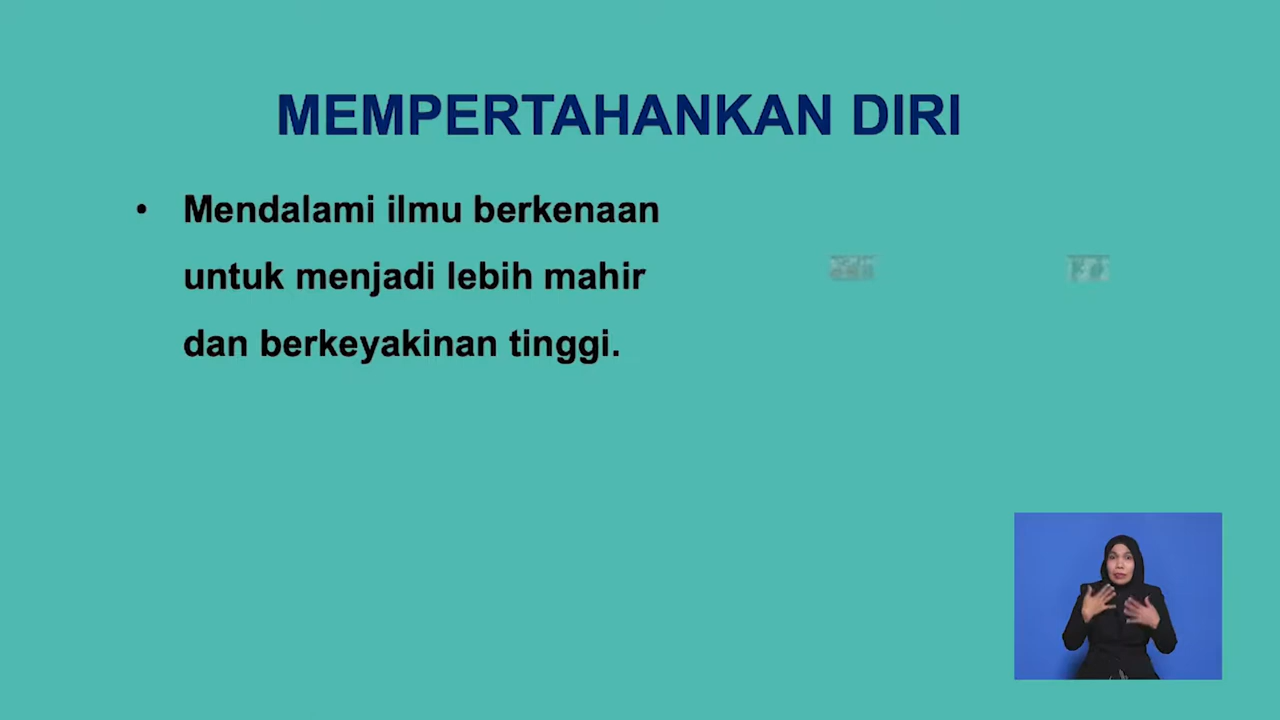 MEMPERTAHANKAN DIRI
• Mendalami ilmu berkenaan
untuk menjadi lebih mahir
dan berkeyakinan tinggi.